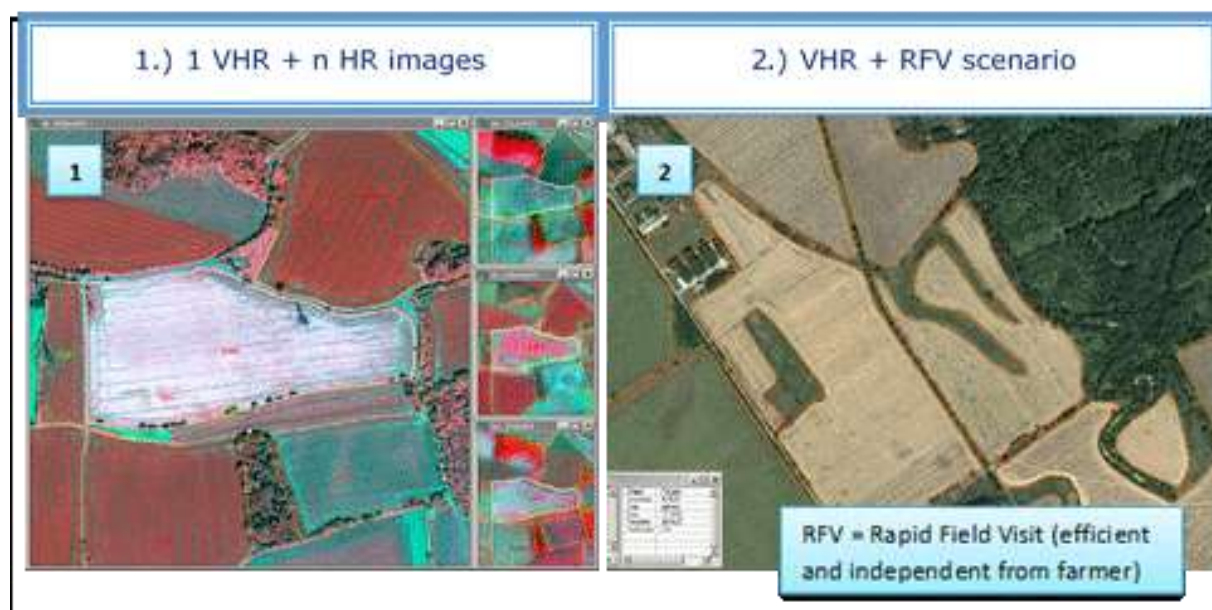 1.) 1 VHR + n HR images
2.) VHR + RFV scenario
1
2
RFV = Rapid Field Visit (efficient
and independent from farmer)